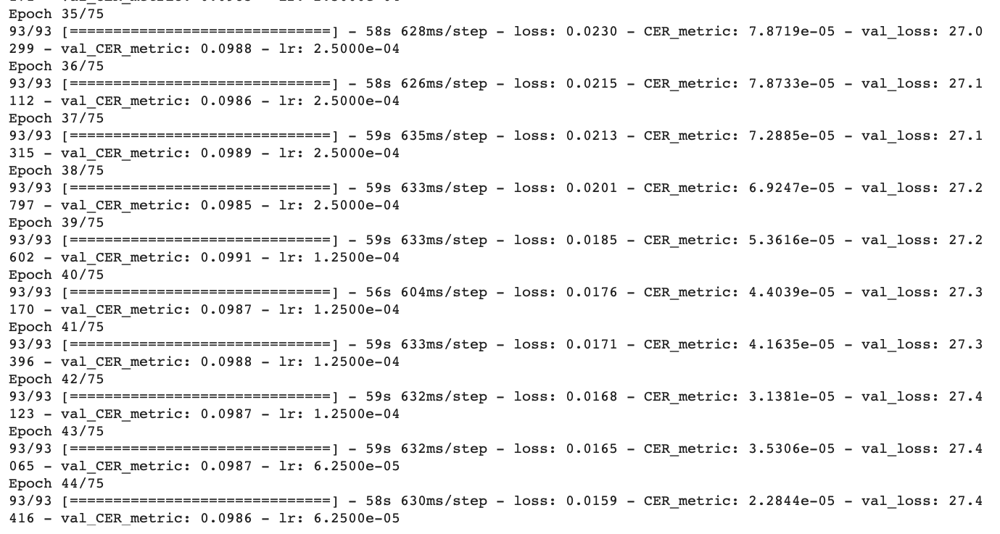 Epoch 35/75
93/93 [==============================] - 58s 628ms/step - loss: 0.0230 - CER_metric: 7.8719e-05 - val_loss: 27.0
299 - val_CER_metric: 0.0988 - lr: 2.5000e-04
Epoch 36/75
93/93 [==============================] - 58s 626ms/step - loss: 0.0215 - CER_metric: 7.8733e-05 - val_loss: 27.1
112 - val_CER_metric: 0.0986 - lr: 2.5000e-04
Epoch 37/75
93/93 [==============================] - 59s 635ms/step - loss: 0.0213 - CER_metric: 7.2885e-05 - val_loss: 27.1
315 - val_CER_metric: 0.0989 - lr: 2.5000e-04
Epoch 38/75
93/93 [==============================] - 59s 633ms/step - loss: 0.0201 - CER_metric: 6.9247e-05 - val_loss: 27.2
797 - val_CER_metric: 0.0985 - lr: 2.5000e-04
Epoch 39/75
93/93 [==============================] - 59s 633ms/step - loss: 0.0185 - CER_metric: 5.3616e-05 - val_loss: 27.2
602 - val_CER_metric: 0.0991 - lr: 1.2500e-04
Epoch 40/75
93/93 [==============================] - 56s 604ms/step - loss: 0.0176 - CER_metric: 4.4039e-05 - val_loss: 27.3
170 - val_CER_metric: 0.0987 - lr: 1.2500e-04
Epoch 41/75
93/93 [==============================] - 59s 633ms/step - loss: 0.0171 - CER_metric: 4.1635e-05 - val_loss: 27.3
396 - val_CER_metric: 0.0988 - lr: 1.2500e-04
Epoch 42/75
93/93 [==============================] - 59s 632ms/step - loss: 0.0168 - CER_metric: 3.1381e-05 - val_loss: 27.4
123 - val_CER_metric: 0.0987 - lr: 1.2500e-04
Epoch 43/75
93/93 [==============================] - 59s 632ms/step - loss: 0.0165 - CER_metric: 3.5306e-05 - val_loss: 27.4
065 - val_CER_metric: 0.0987 - lr: 6.2500e-05
Epoch 44/75
93/93 [==============================] - 58s 630ms/step - loss: 0.0159 - CER_metric: 2.2844e-05 - val_loss: 27.4
416 - val_CER_metric: 0.0986 - lr: 6.2500e-05